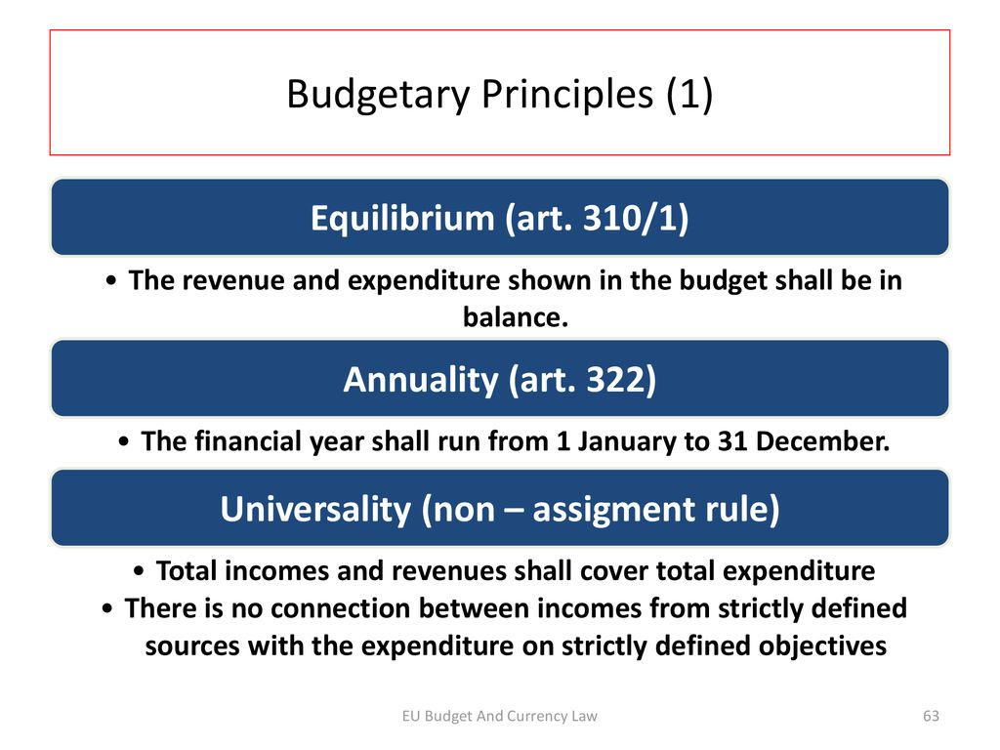 Budgetary Principles (1)
Equilibrium (art. 310/1)
• The revenue and expenditure shown in the budget shall be in
balance.
Annuality (art. 322)
• The financial year shall run from 1 January to 31 December.
Universality (non – assigment rule)
• Total incomes and revenues shall cover total expenditure
• There is no connection between incomes from strictly defined
sources with the expenditure on strictly defined objectives
EU Budget And Currency Law
63